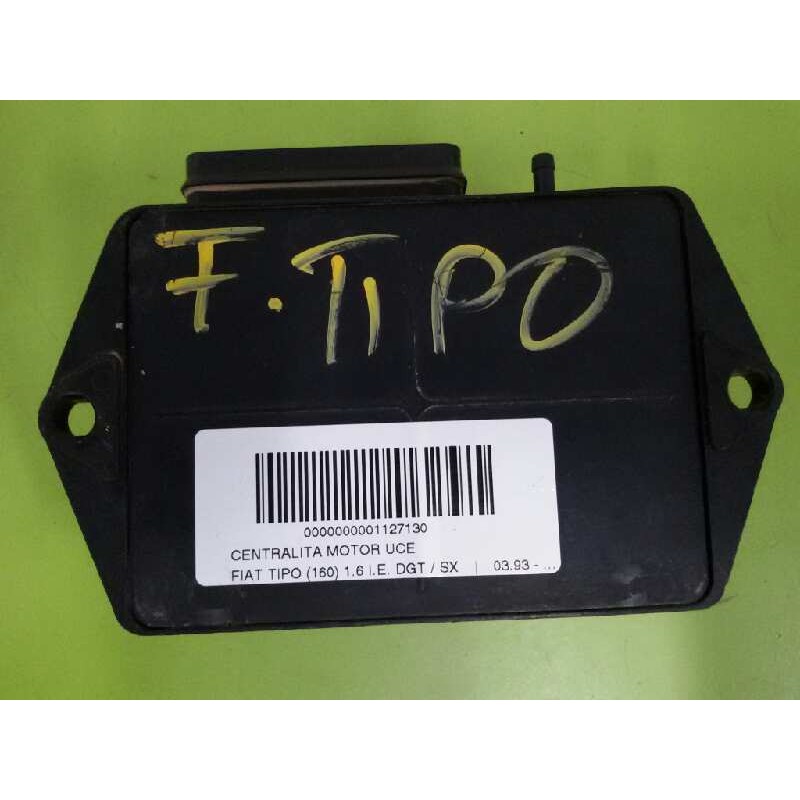 F.TIPO
0000000001127130
CENTRALITA MOTOR UCE
FIAT TIPO (160) 1.6 I.E. DGT / SX | 03.93 - ...